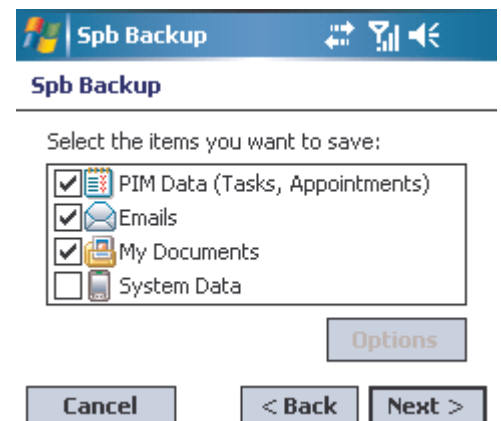 Spb Backup
Spb Backup
Select the items you want to save:
PIM Data (Tasks, Appointments)
Emails
My Documents
System Data
Options
Cancel
< Back
Next >